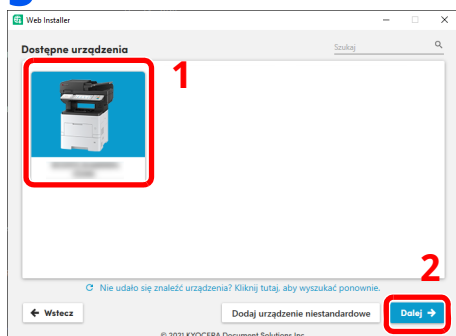 Web Installer
Dostępne urządzenia
Szukaj
1
2
Nie udało się znaleźć urządzenia? Kliknij tutaj, aby wyszukać ponownie.
Wstecz
Dodaj urządzenie niestandardowe
Dalej
© 2021 KYOCERA Document Solutions Inc.